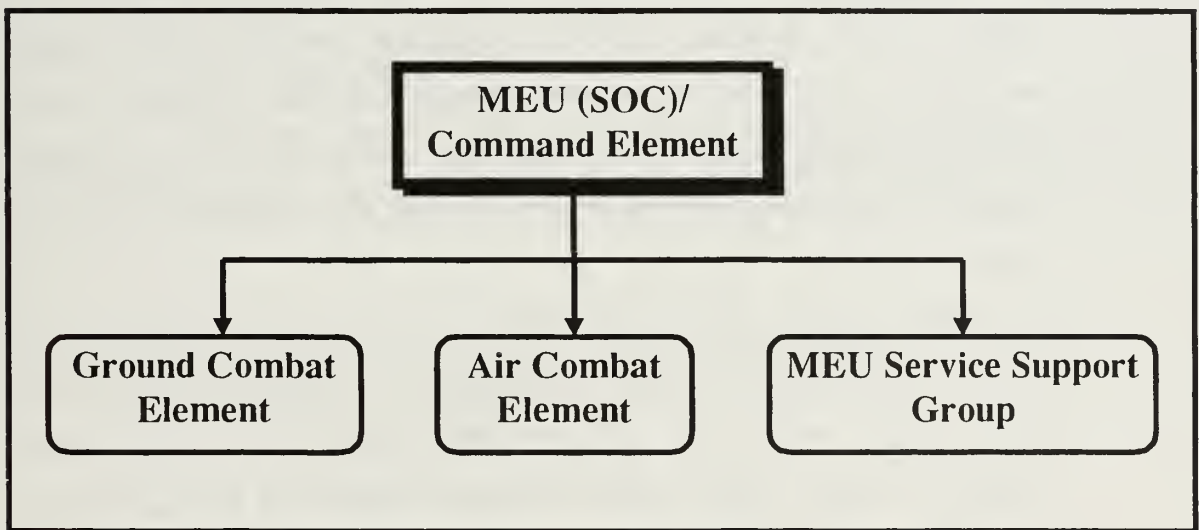 MEU (SOC)/
Command Element
Ground Combat
Element
Air Combat
Element
MEU Service Support
Group